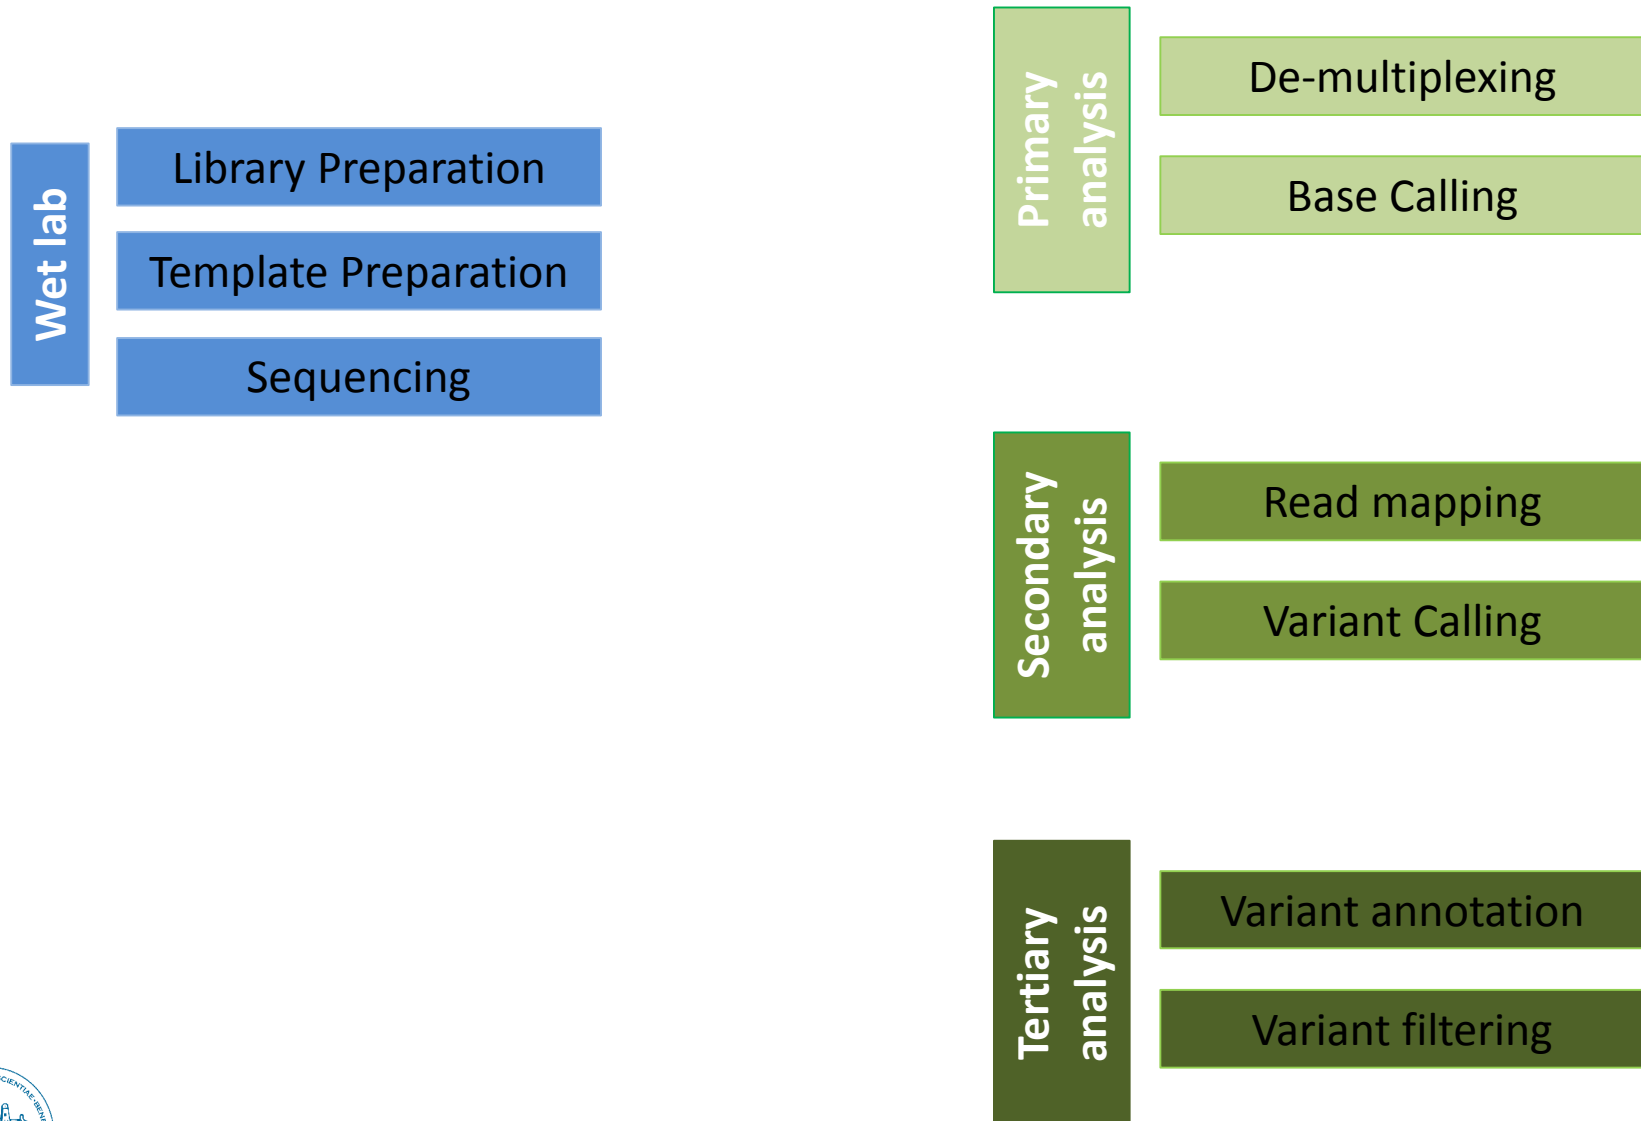 Wet lab
Library Preparation
Template Preparation
Sequencing
Primary
analysis
De-multiplexing
Base Calling
Secondary
analysis
Read mapping
Variant Calling
Tertiary
analysis
Variant annotation
Variant filtering